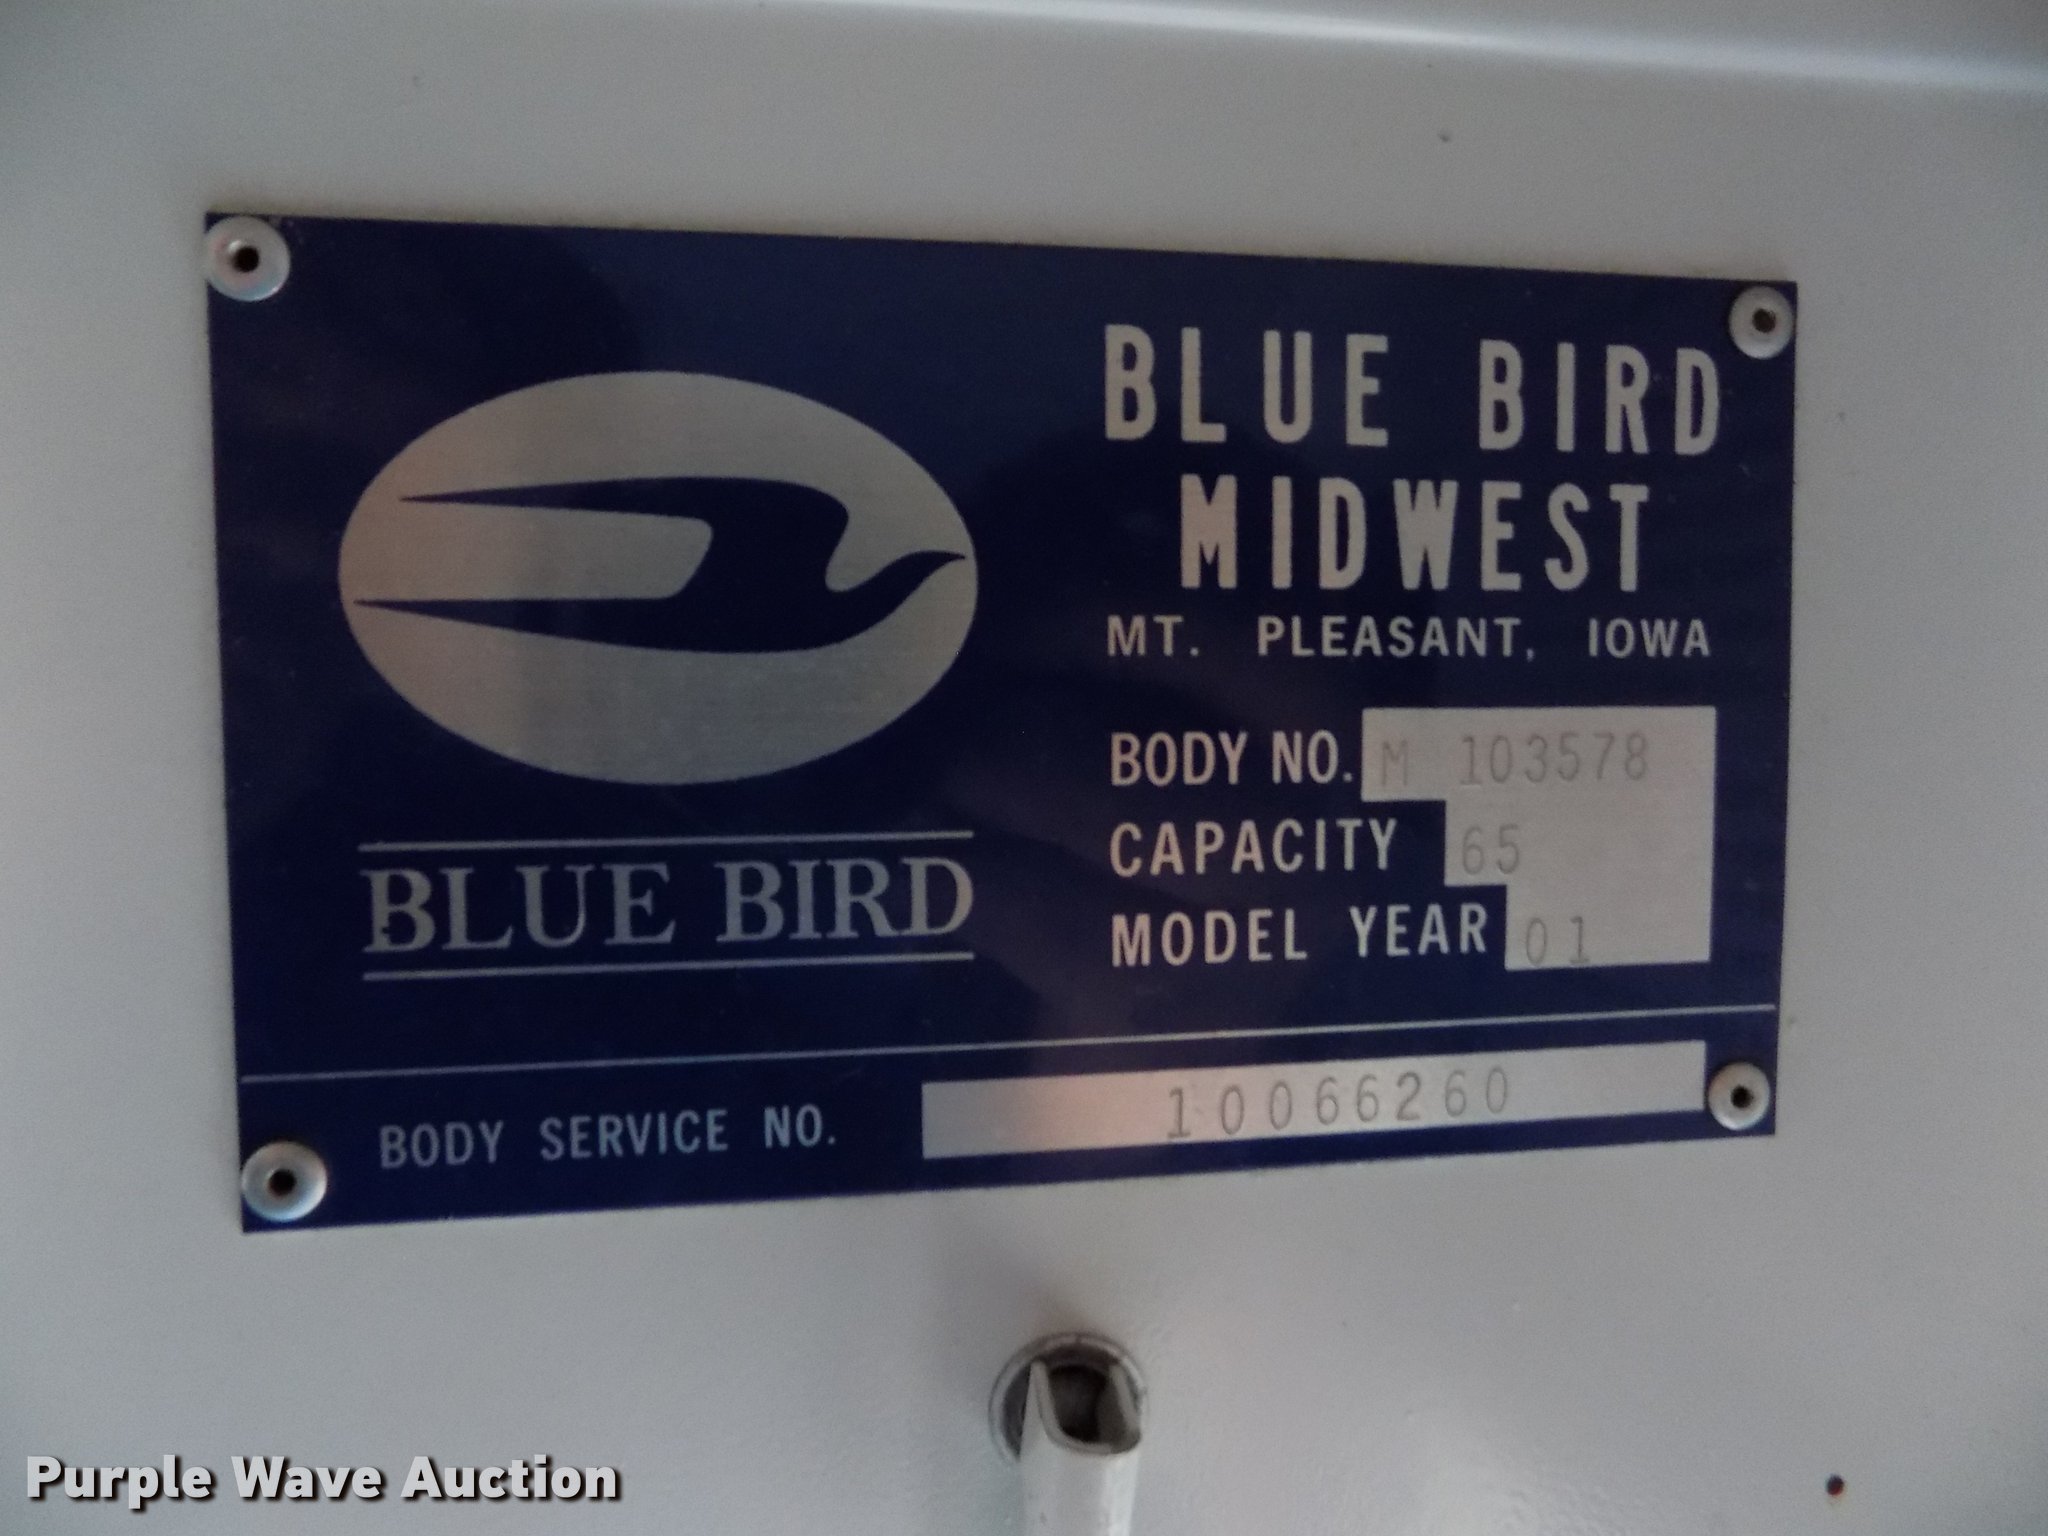 BLUE BIRD
MIDWEST
MT. PLEASANT, IOWA
BODY NO. M 103578
CAPACITY 65
MODEL YEAR 01
BLUE BIRD
BODY SERVICE NO. 10066260
Purple Wave Auction